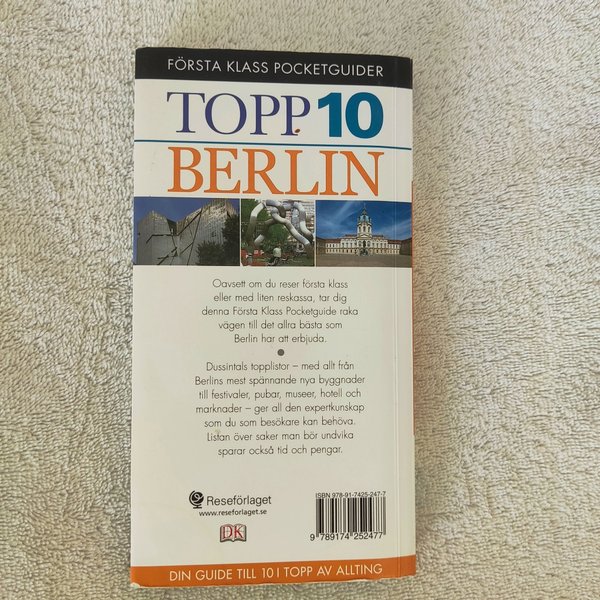 FÖRSTA KLASS POCKETGUIDER
TOPP 10
BERLIN
Oavsett om du reser första klass
eller med liten reskassa, tar dig
denna Första Klass Pocketguide raka
vägen till det allra bästa som
Berlin har att erbjuda.
Dussintals topplistor – med allt från
Berlins mest spännande nya byggnader
till festivaler, pubar, museer, hotell och
marknader – ger all den expertkunskap
som du som besökare kan behöva.
Listan över saker man bör undvika
sparar också tid och pengar.
Reseförlaget
www.reseforlaget.se
DK
ISBN 978-91-7425-247-7
9 789174 252477
DIN GUIDE TILL 10 I TOPP AV ALLTING